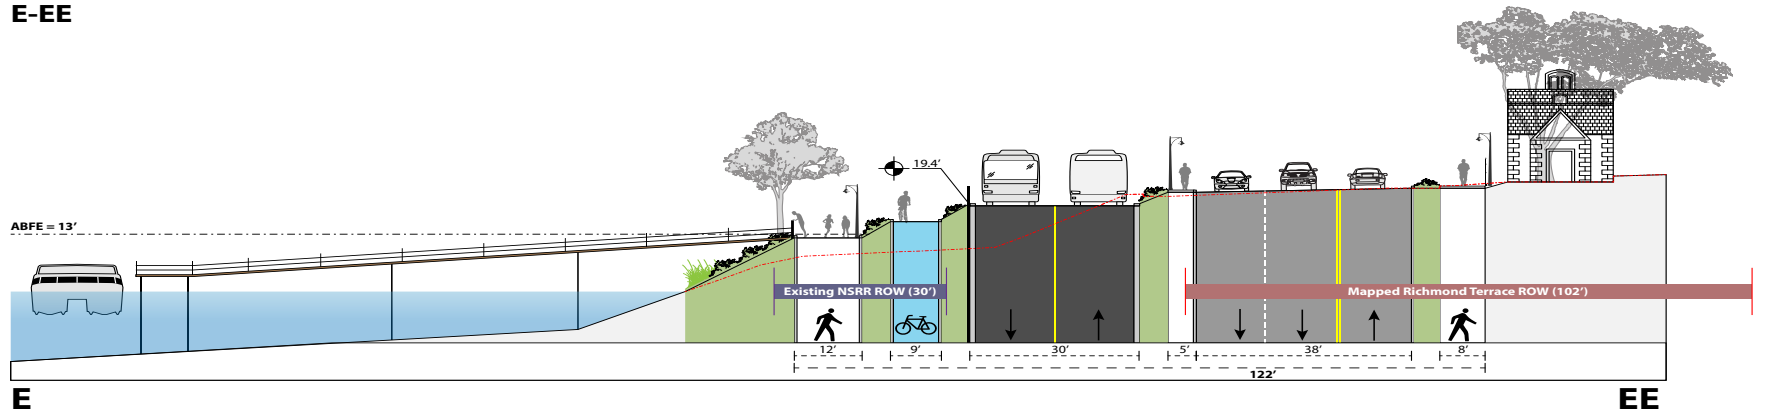 E-EE
19.4’
ABFE = 13’
Existing NSRR ROW (30’)
Mapped Richmond Terrace ROW (102’)
12’ 9’ 30’ 5’ 38’ 8’
122’
E EE